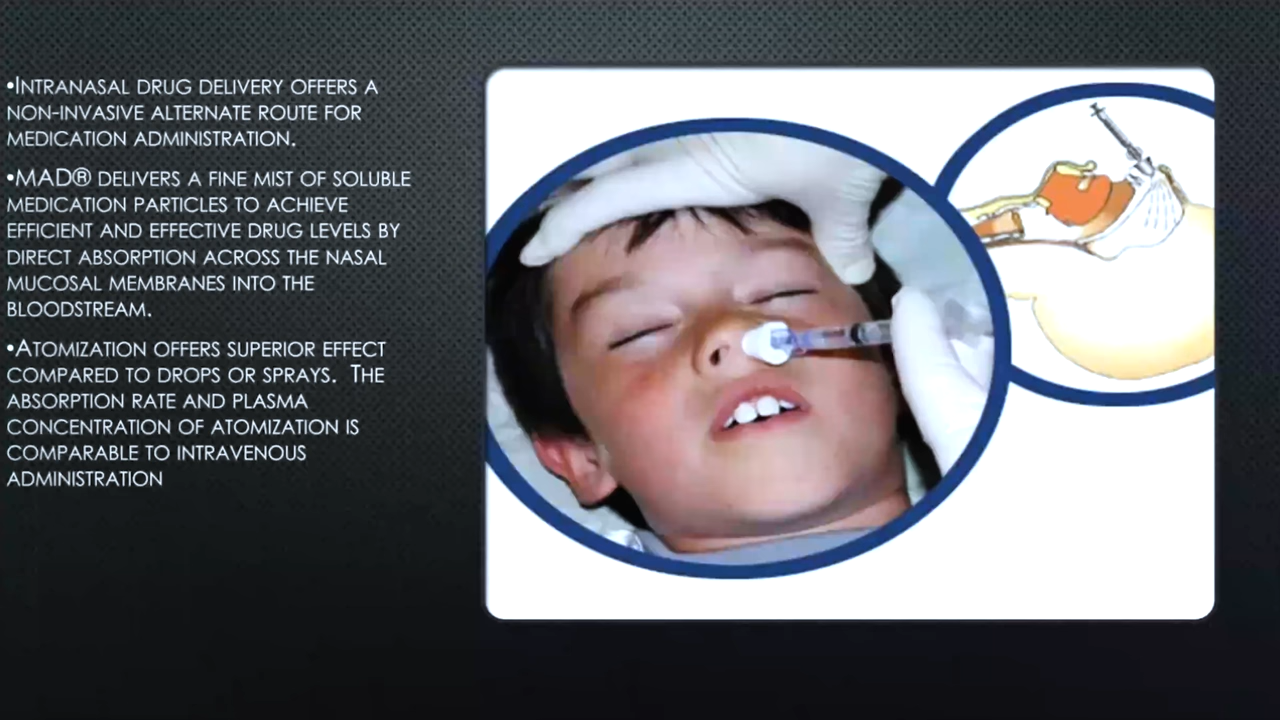 •Intranasal drug delivery offers a
non-invasive alternate route for
medication administration.
•MAD® delivers a fine mist of soluble
medication particles to achieve
efficient and effective drug levels by
direct absorption across the nasal
mucosal membranes into the
bloodstream.
•Atomization offers superior effect
compared to drops or sprays. The
absorption rate and plasma
concentration of atomization is
comparable to intravenous
administration